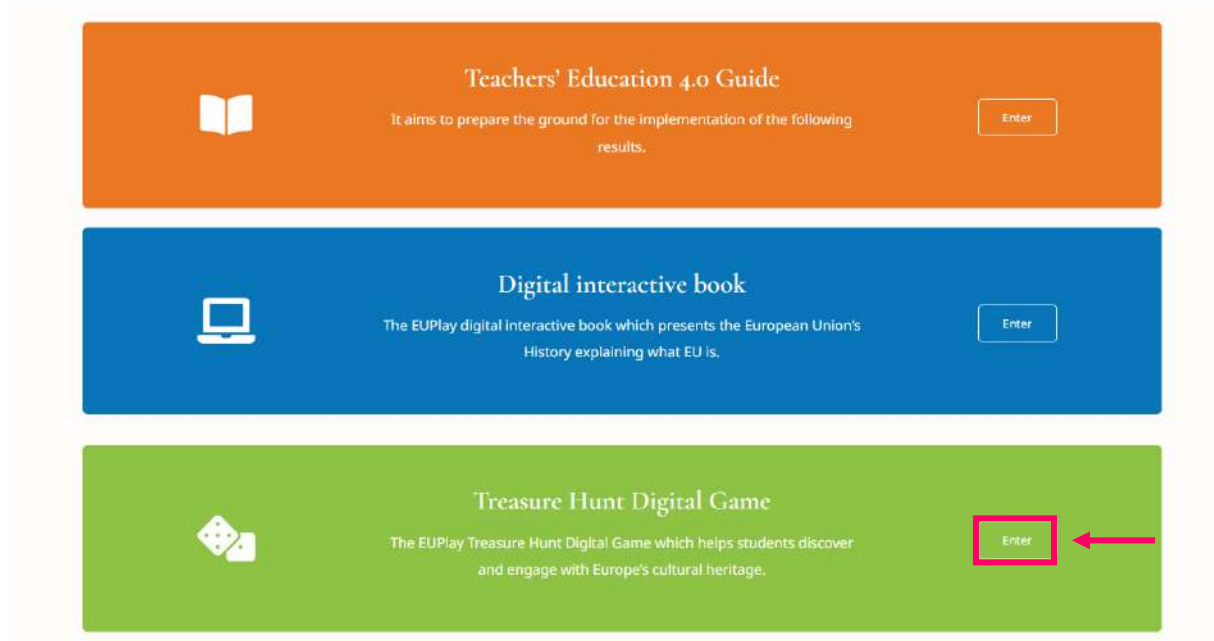 Teachers' Education 4.0 Guide
It aims to prepare the ground for the implementation of the following
results.
Enter
Digital interactive book
The EUPlay digital interactive book which presents the European Union's
History explaining what EU is.
Enter
Treasure Hunt Digital Game
The EUPlay Treasure Hunt Digital Game which helps students discover
and engage with Europe's cultural heritage.
Enter